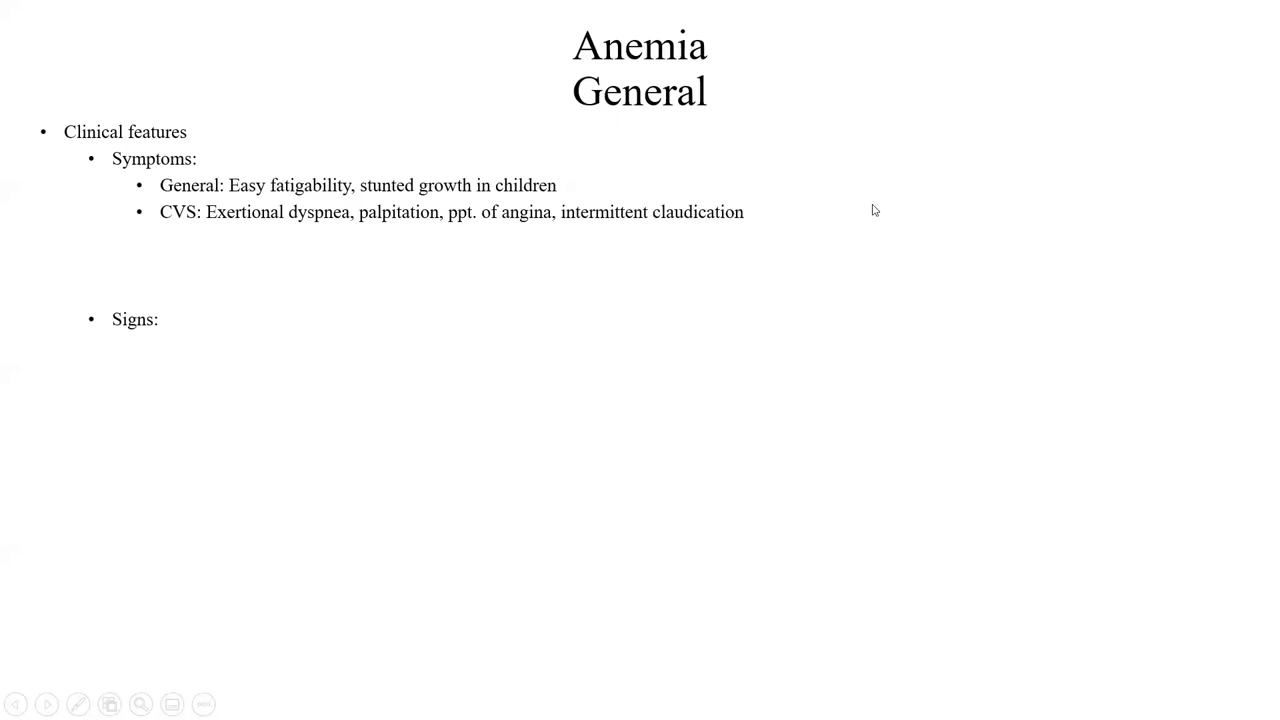 Anemia
General
• Clinical features
• Symptoms:
• General: Easy fatigability, stunted growth in children
• CVS: Exertional dyspnea, palpitation, ppt. of angina, intermittent claudication
• Signs: